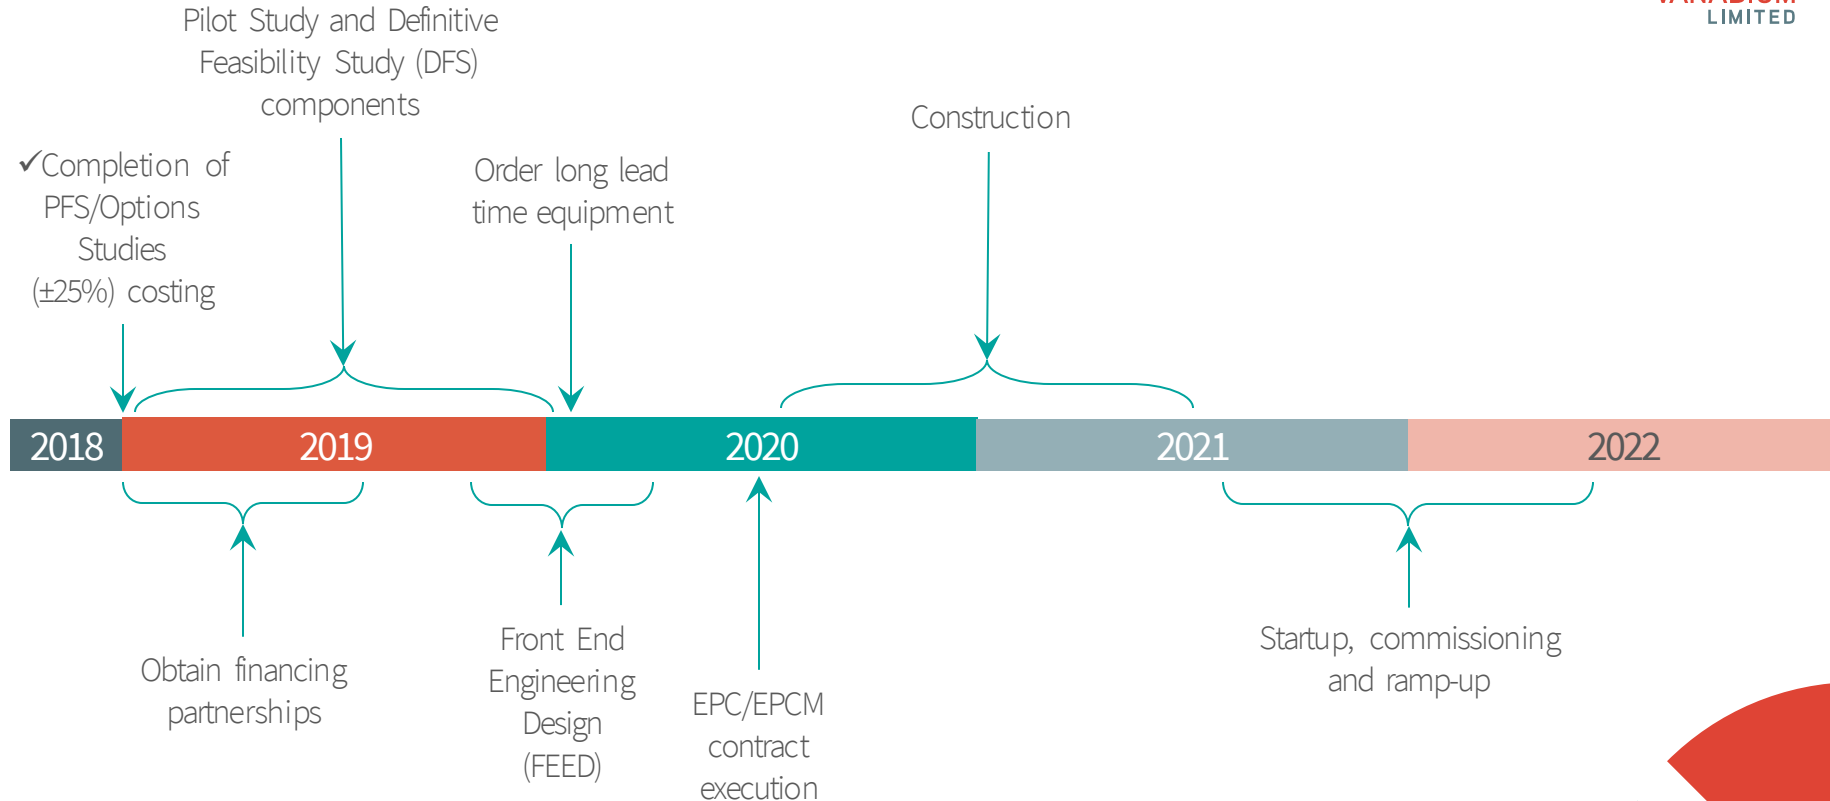 LIMITED
Pilot Study and Definitive
Feasibility Study (DFS)
components
✓Completion of
PFS/Options
Studies
(±25%) costing
Order long lead
time equipment
Construction
2018
2019
2020
2021
2022
Obtain financing
partnerships
Front End
Engineering
Design
(FEED)
EPC/EPCM
contract
execution
Startup, commissioning
and ramp-up